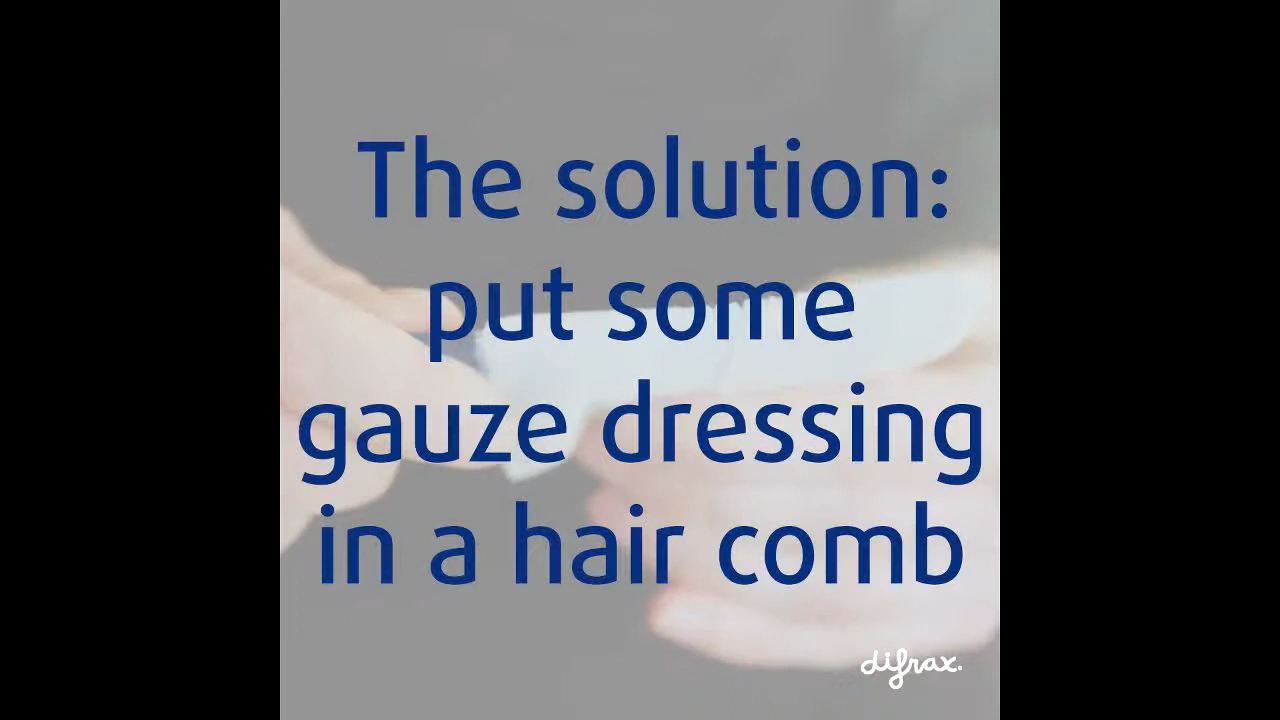 The solution:
put some
gauze dressing
in a hair comb
difrax.